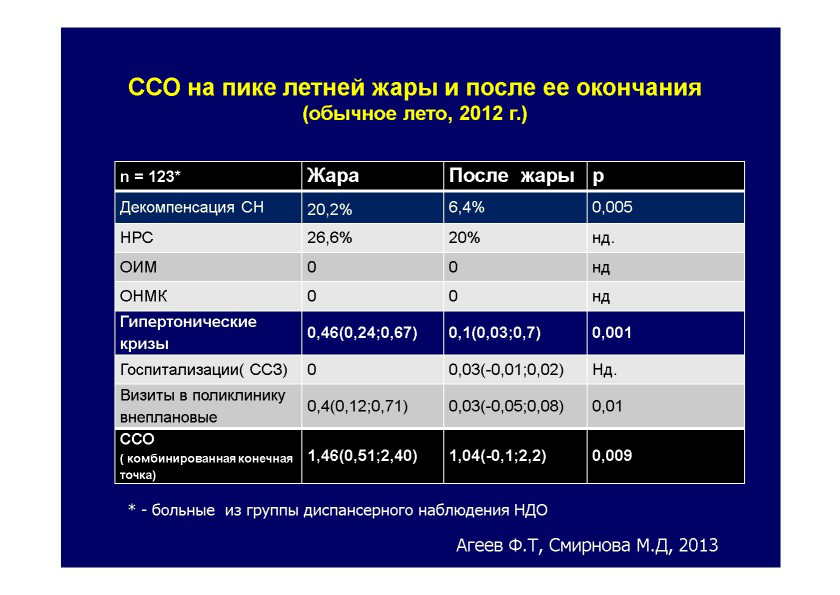 ССО на пике летней жары и после ее окончания
(обычное лето, 2012 г.)
n = 123* Жара После жары р
Декомпенсация СН 20,2% 6,4% 0,005
НРС 26,6% 20% нд.
ОИМ 0 0 нд
ОНМК 0 0 нд
Гипертонические
кризы 0,46(0,24;0,67) 0,1(0,03;0,7) 0,001
Госпитализации( ССЗ) 0 0,03(-0,01;0,02) Нд.
Визиты в поликлинику
внеплановые 0,4(0,12;0,71) 0,03(-0,05;0,08) 0,01
ССО
( комбинированная конечная
точка) 1,46(0,51;2,40) 1,04(-0,1;2,2) 0,009
* - больные из группы диспансерного наблюдения НДО
Агеев Ф.Т, Смирнова М.Д, 2013